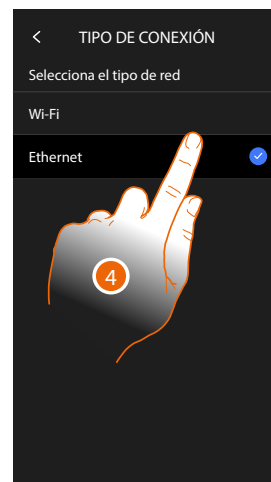 TIPO DE CONEXIÓN
Selecciona el tipo de red
Wi-Fi
Ethernet
4